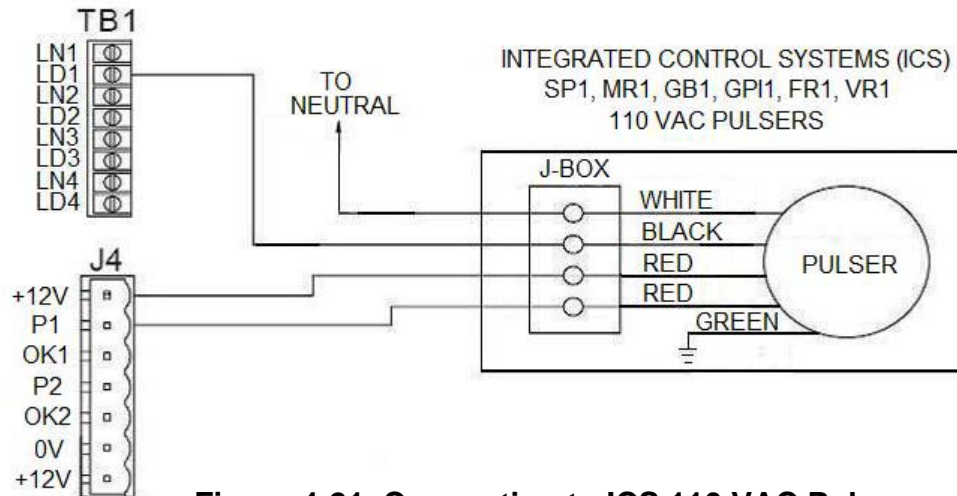 TB1
LN1
LD1
LN2
LD2
LN3
LD3
LN4
LD4
TO
NEUTRAL
INTEGRATED CONTROL SYSTEMS (ICS)
SP1, MR1, GB1, GPI1, FR1, VR1
110 VAC PULSERS
J-BOX
WHITE
BLACK
RED
RED
GREEN
PULSER
J4
+12V
P1
OK1
P2
OK2
0V
+12V